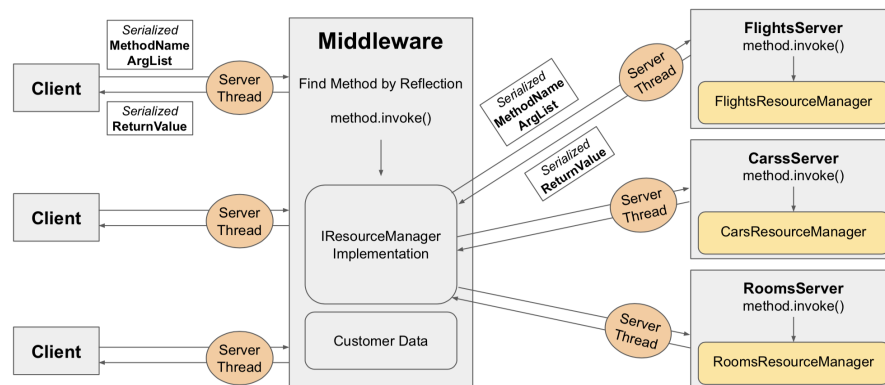 Serialized
MethodName
ArgList
Client
Server
Thread
Serialized
ReturnValue
Client
Server
Thread
Client
Server
Thread
Middleware
Find Method by Reflection
method.invoke()
IResourceManager
Implementation
Customer Data
Serialized
MethodName
ArgList
Serialized
ReturnValue
Server
Thread
Server
Thread
Server
Thread
FlightsServer
method.invoke()
FlightsResourceManager
CarssServer
method.invoke()
CarsResourceManager
RoomsServer
method.invoke()
RoomsResourceManager